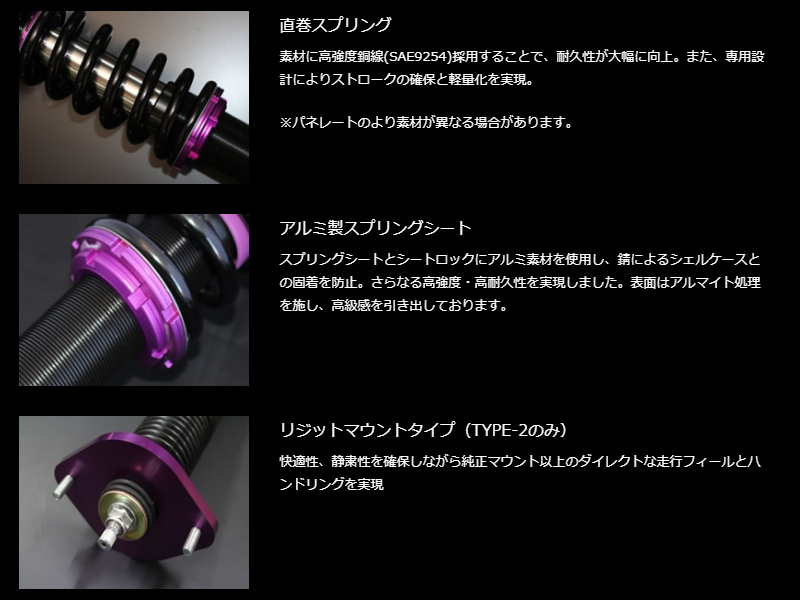 直巻スプリング
素材に高強度鋼線(SAE9254)採用することで、耐久性が大幅に向上。また、専用設
計によりストロークの確保と軽量化を実現。
※バネレートのより素材が異なる場合があります。
アルミ製スプリングシート
スプリングシートとシートロックにアルミ素材を使用し、錆によるシェルケースと
の固着を防止。さらなる高強度・高耐久性を実現しました。表面はアルマイト処理
を施し、高級感を引き出しております。
リジットマウントタイプ（TYPE-2のみ）
快適性、静粛性を確保しながら純正マウント以上のダイレクトな走行フィールとハ
ンドリングを実現